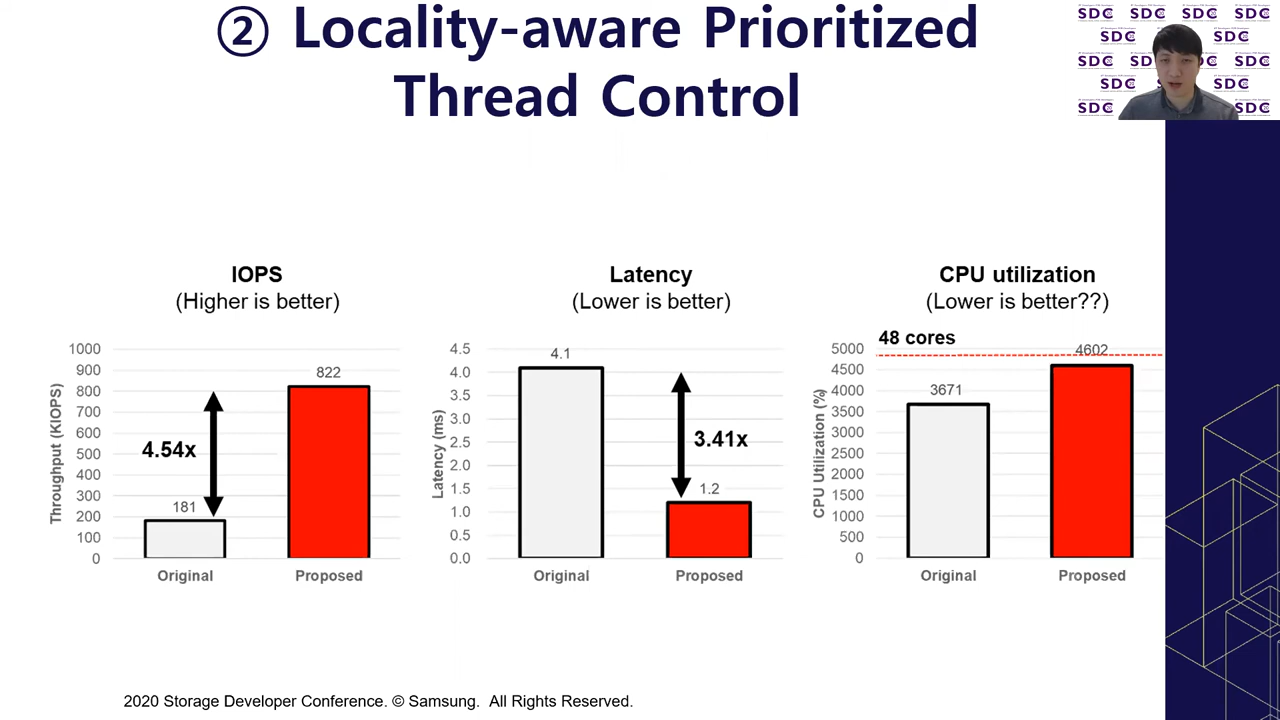 ② Locality-aware Prioritized
Thread Control
SDC SDC SDC SDC
SDC SDC
SDC SDC SDC
SDC SDC
SDC SDC
IOPS
(Higher is better)
Throughput (KIOPS)
1000
900
800
700
600
500
400
300
200
100
0
4.54x
181
822
Original Proposed
Latency
(Lower is better)
Latency (ms)
4.5
4.0
3.5
3.0
2.5
2.0
1.5
1.0
0.5
0.0
4.1
3.41x
1.2
Original Proposed
CPU utilization
(Lower is better??)
48 cores
CPU Utilization (%)
5000
4500
4000
3500
3000
2500
2000
1500
1000
500
0
3671
4602
Original Proposed
2020 Storage Developer Conference. © Samsung. All Rights Reserved.